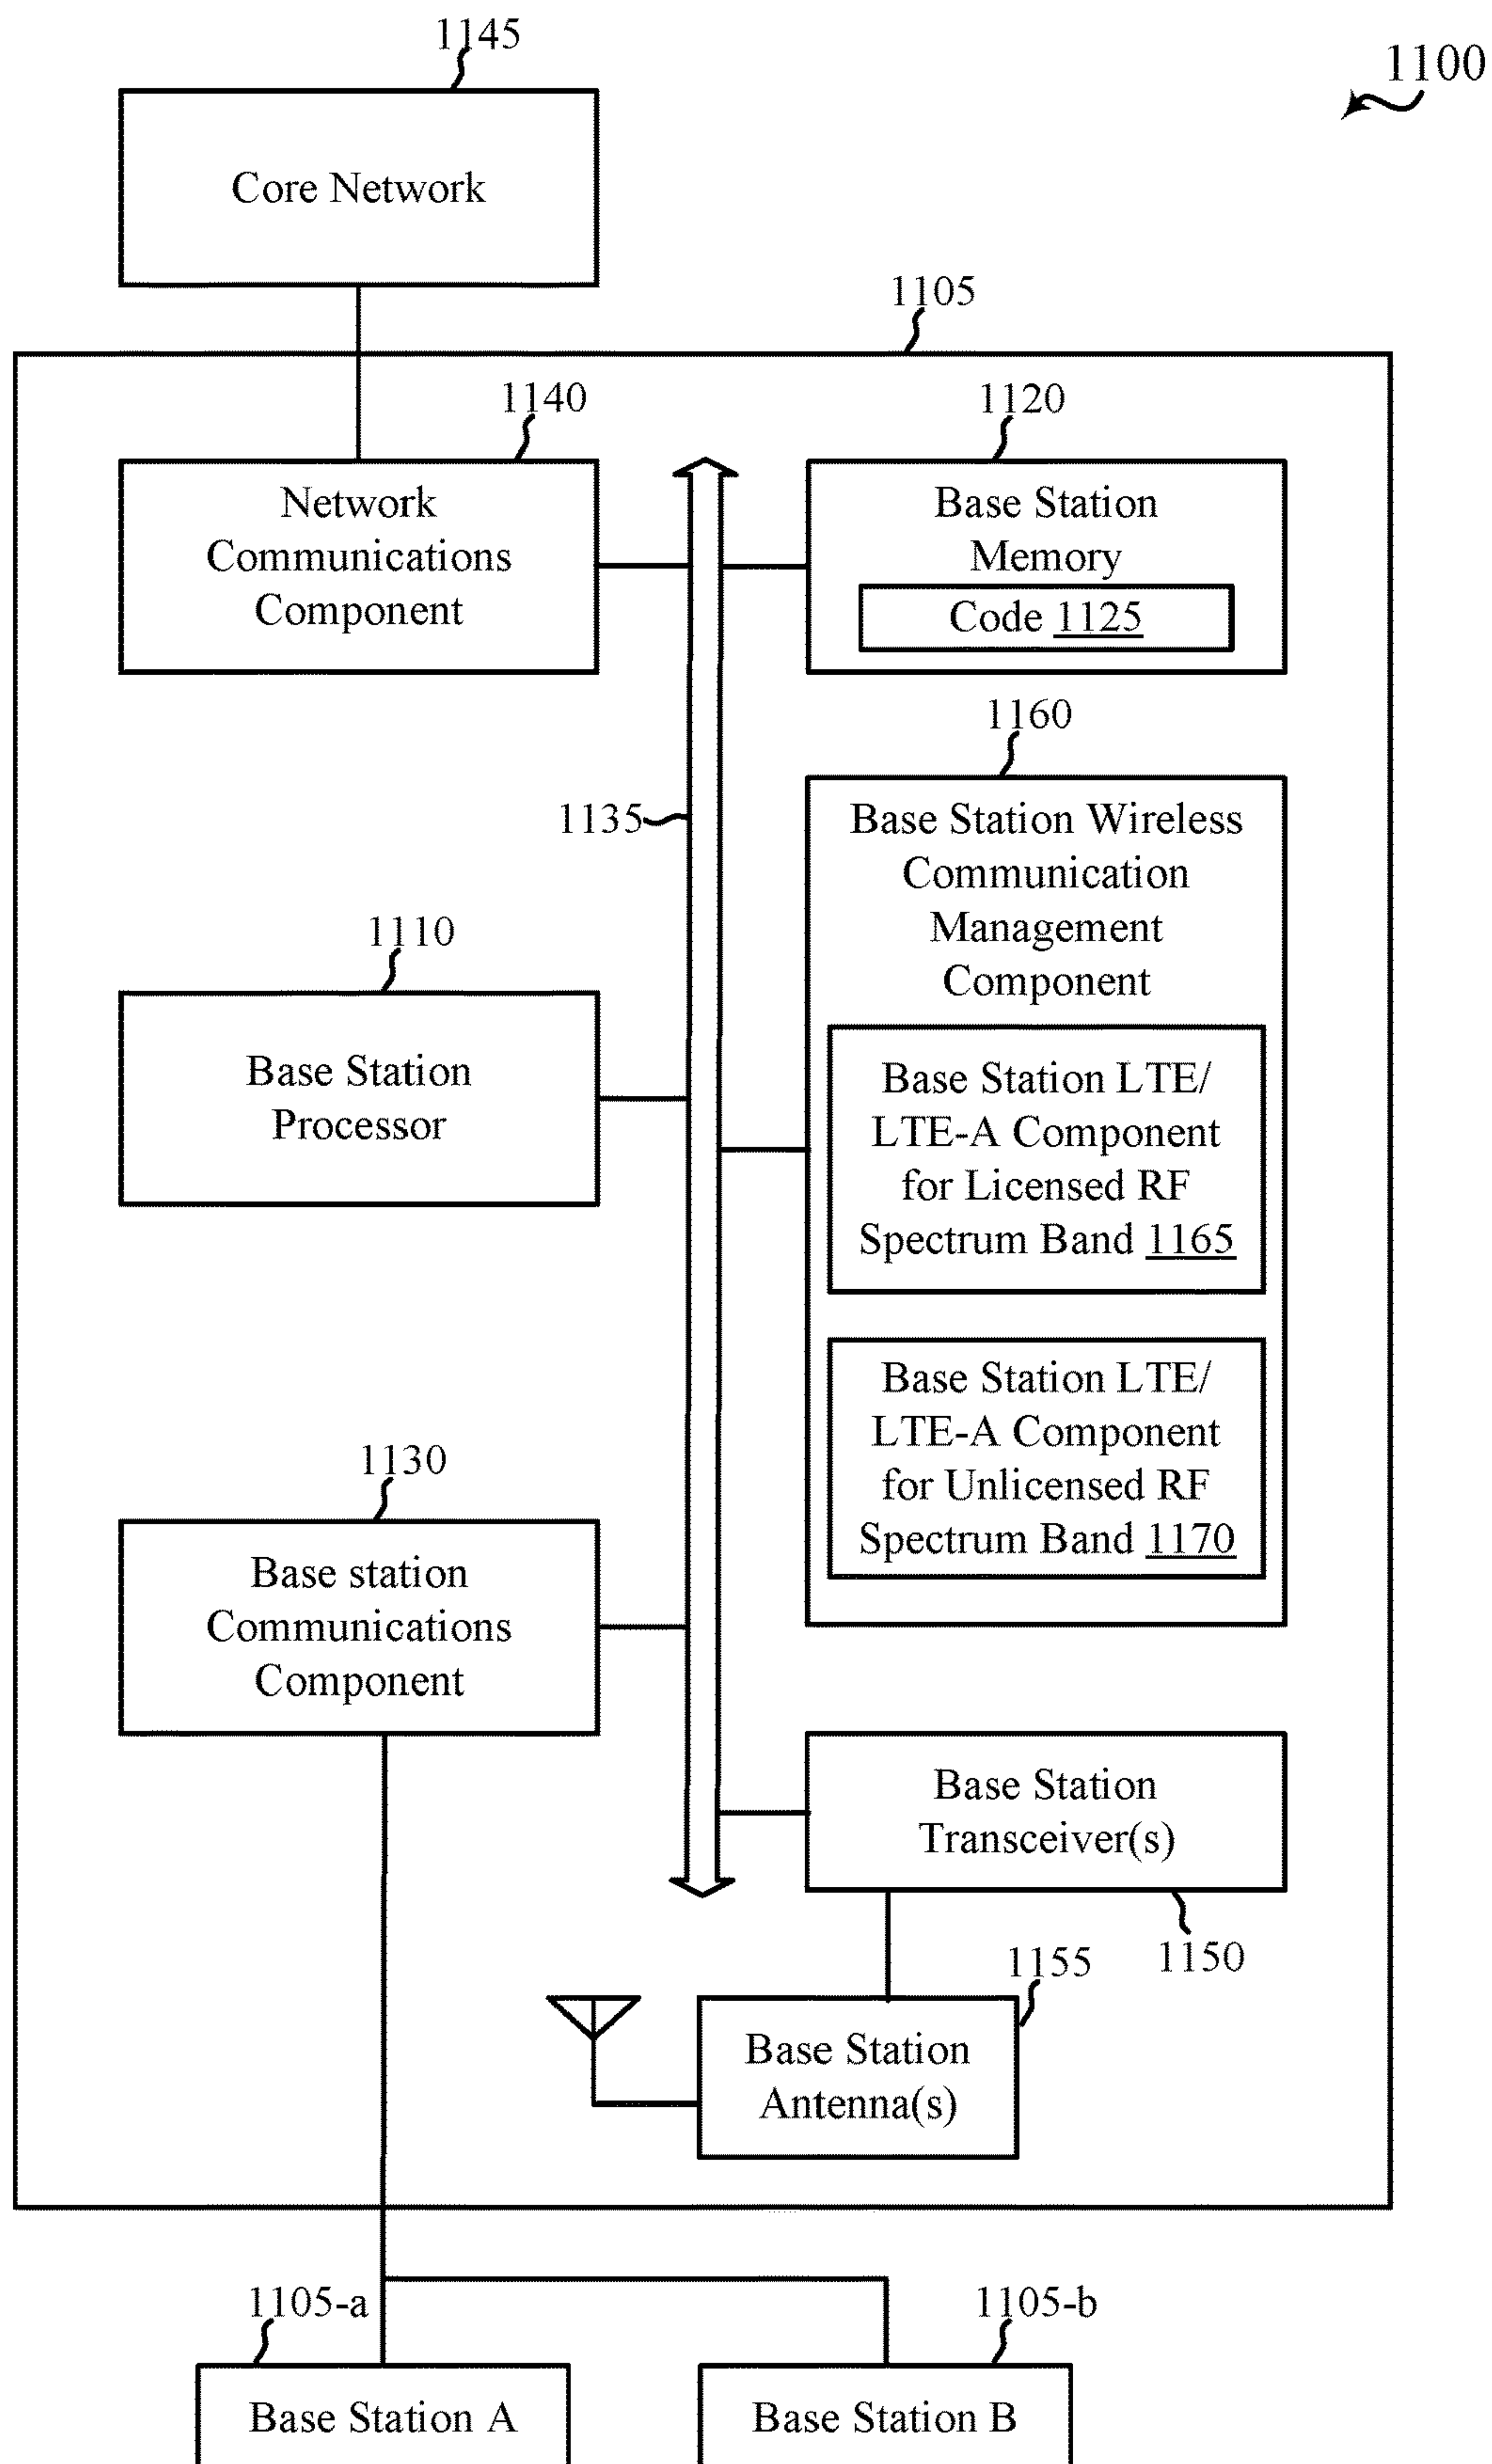 1145
1100
Core Network
1105
1140
1120
Network
Communications
Component
Base Station
Memory
Code 1125
1160
1135
Base Station Wireless
Communication
Management
Component
1110
Base Station
Processor
Base Station LTE/
LTE-A Component
for Licensed RF
Spectrum Band 1165
Base Station LTE/
LTE-A Component
for Unlicensed RF
Spectrum Band 1170
1130
Base station
Communications
Component
Base Station
Transceiver(s)
1150
1155
Base Station
Antenna(s)
1105-a
1105-b
Base Station A
Base Station B